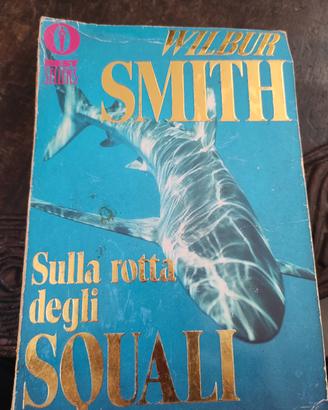 WILBUR
SMITH
Sulla rotta
degli
SQUALI